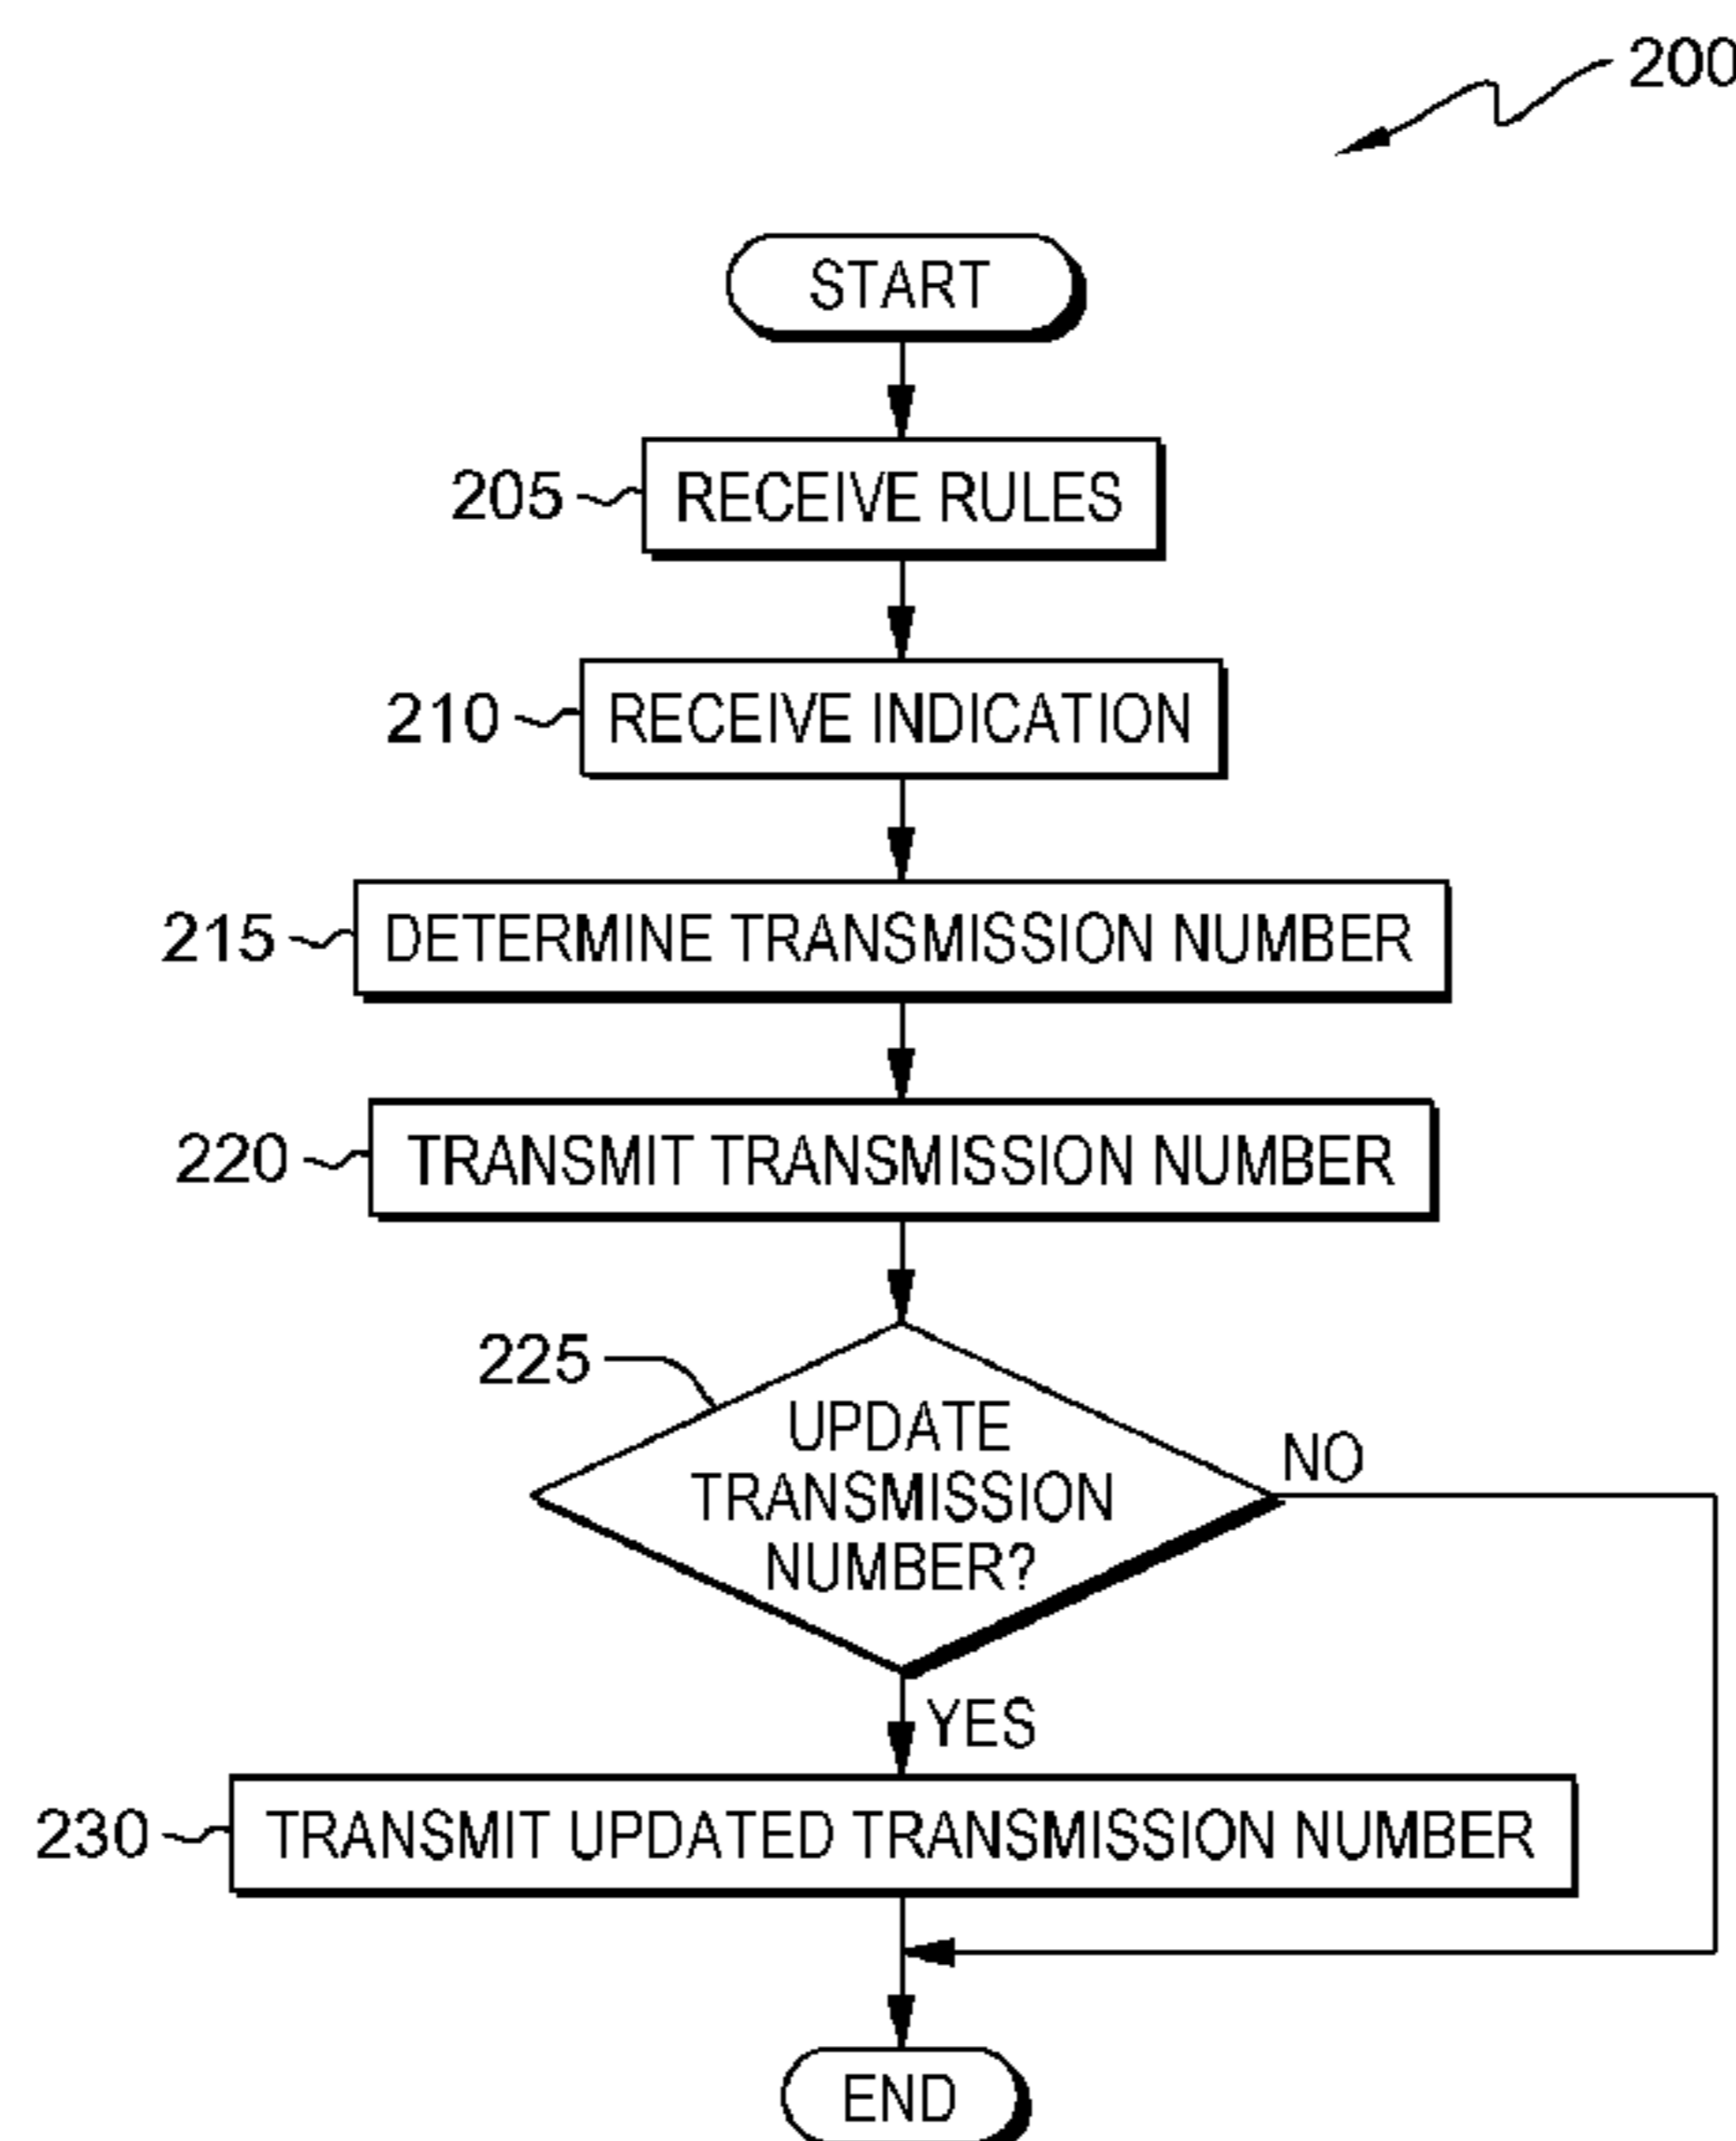 200
START
205 RECEIVE RULES
210 RECEIVE INDICATION
215 DETERMINE TRANSMISSION NUMBER
220 TRANSMIT TRANSMISSION NUMBER
225
UPDATE
TRANSMISSION
NUMBER?
NO
YES
230 TRANSMIT UPDATED TRANSMISSION NUMBER
END